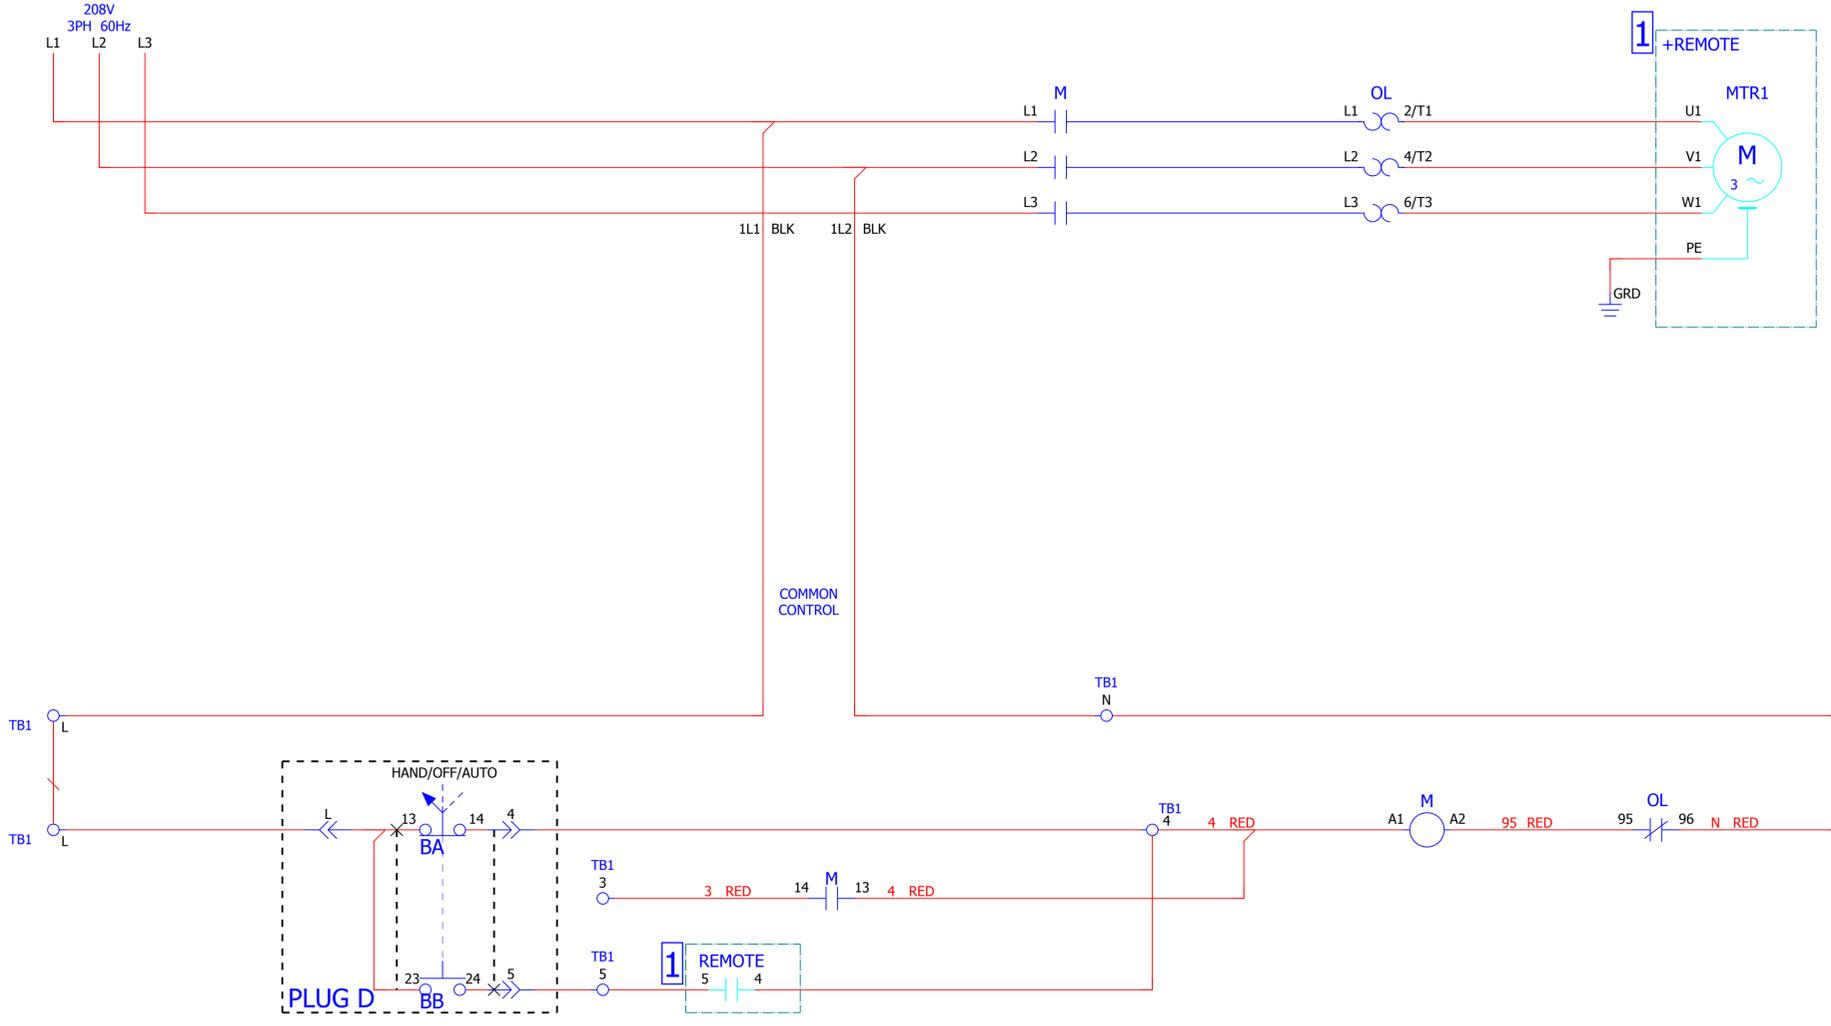 208V
3PH 60Hz
L1 L2 L3
1 +REMOTE
M OL MTR1
L1 L1 2/T1 U1
L2 L2 4/T2 V1
M
3
L3 L3 6/T3 W1
1L1 BLK 1L2 BLK
PE
GRD
COMMON
CONTROL
TB1
N
TB1 L
HAND/OFF/AUTO
L 13 14 4
TB1 L
BA
TB1
4 4 RED
M
A1 A2
95 RED
OL
95 96
N RED
TB1
3
3 RED 14 M 13 4 RED
TB1
5
1 REMOTE
5 4
23 24 5
PLUG D BB